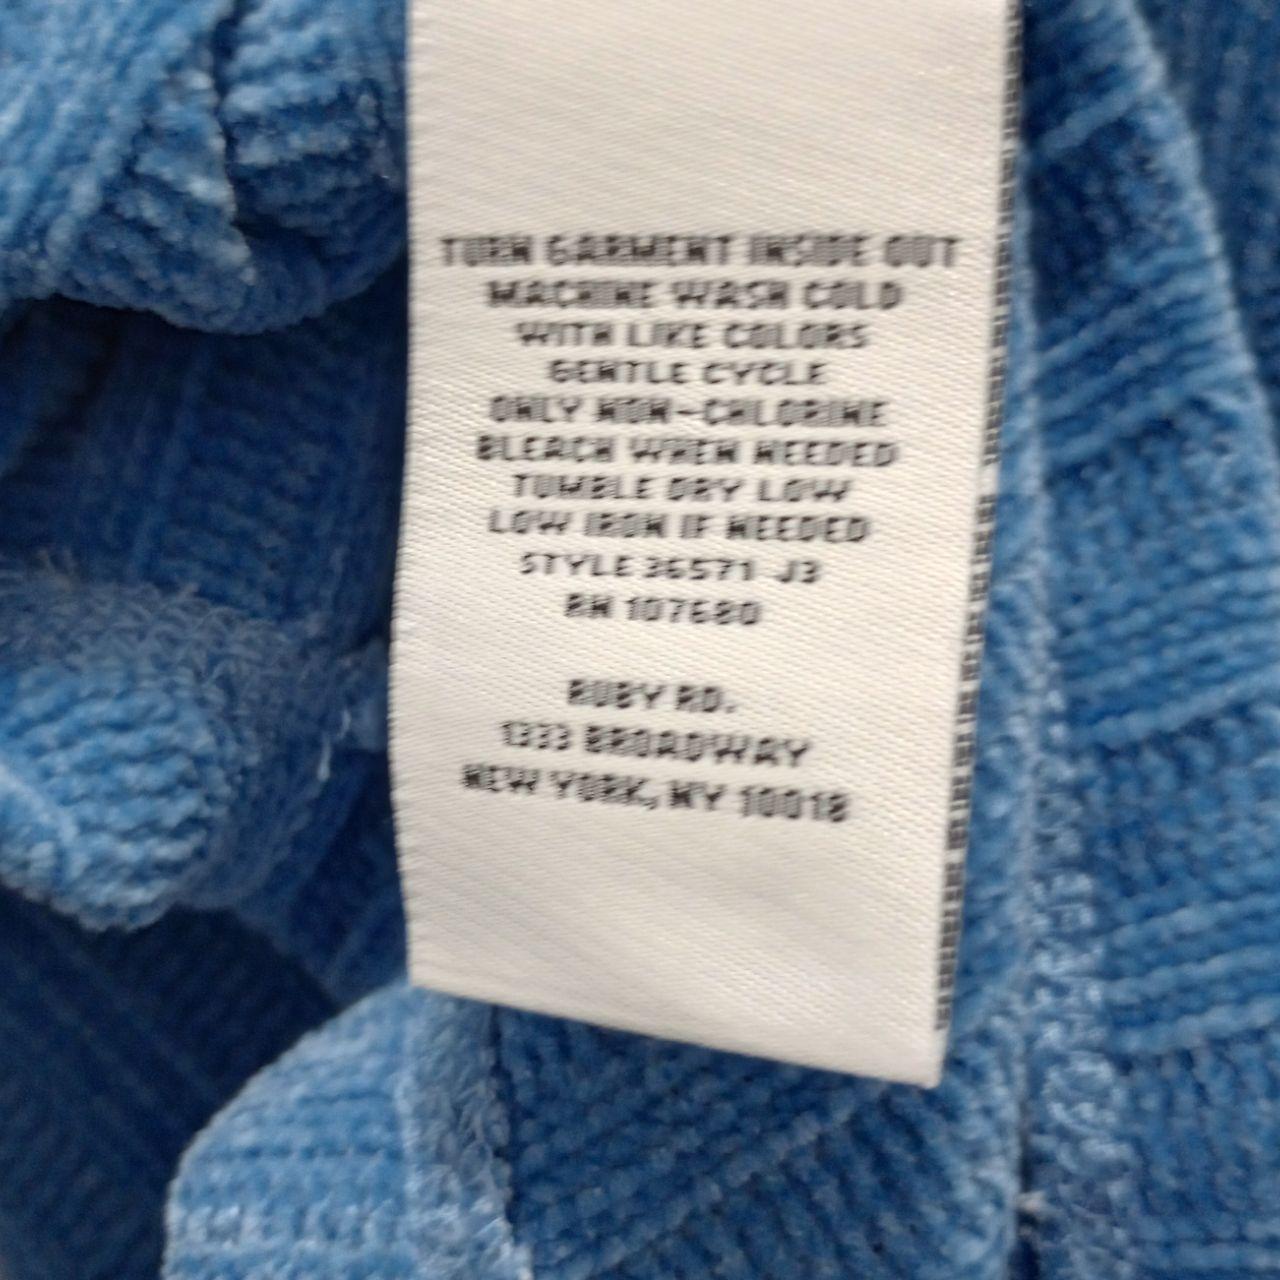 TURN GARMENT INSIDE OUT
MACHINE WASH COLD
WITH LIKE COLORS
GENTLE CYCLE
ONLY NON-CHLORINE
BLEACH WHEN NEEDED
TUMBLE DRY LOW
LOW IRON IF NEEDED
STYLE 36571 J3
RN 107680
RUBY RD.
1333 BROADWAY
NEW YORK, NY 10018